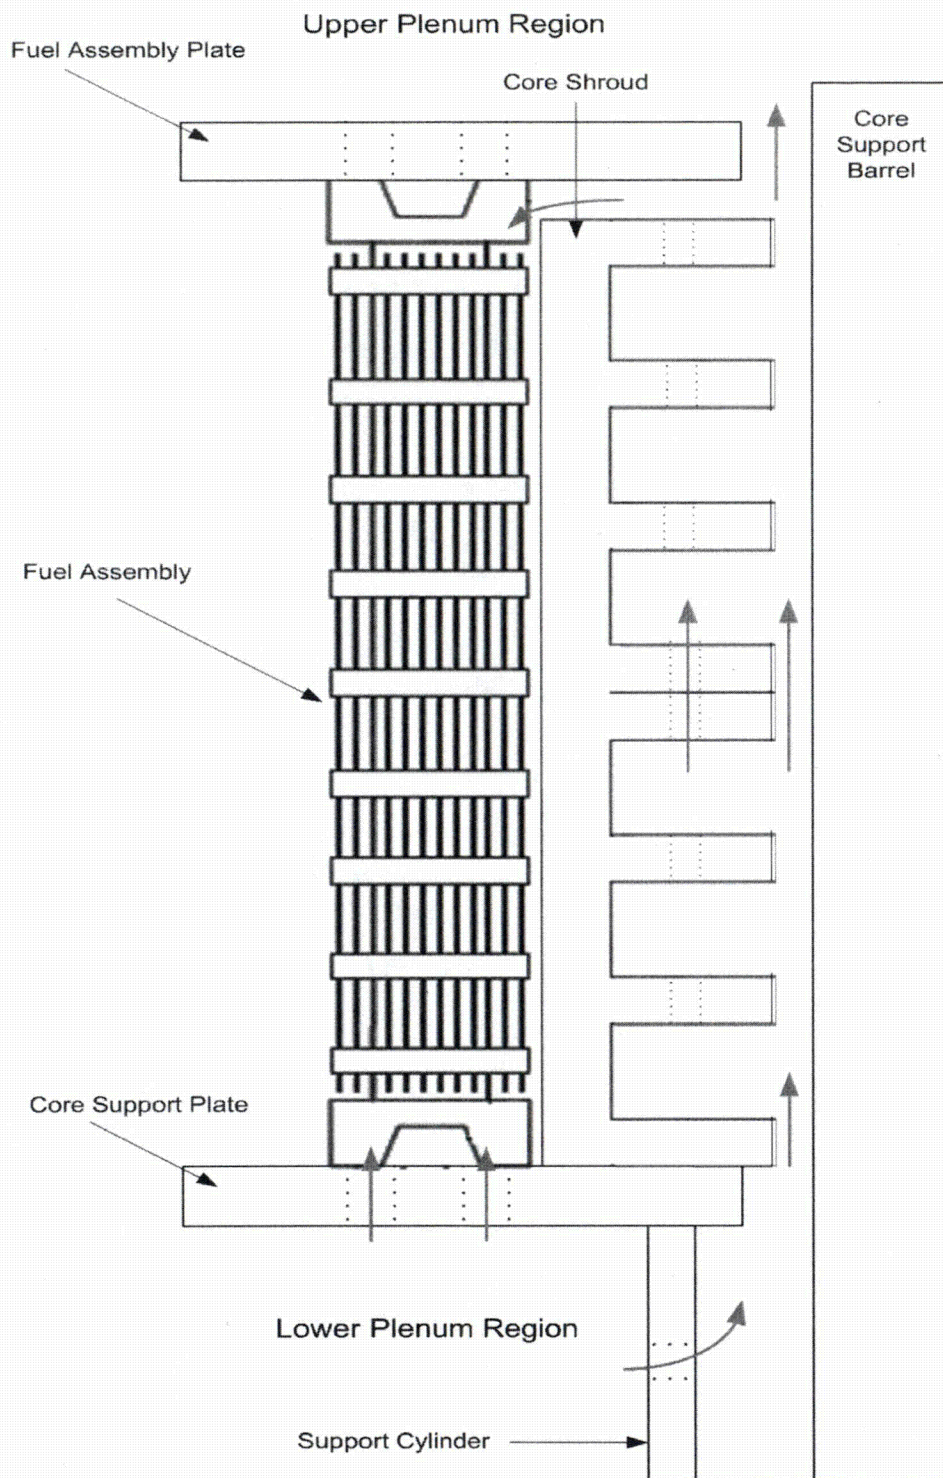 Upper Plenum Region
Fuel Assembly Plate
Core Shroud
Core
Support
Barrel
Fuel Assembly
Core Support Plate
Lower Plenum Region
Support Cylinder